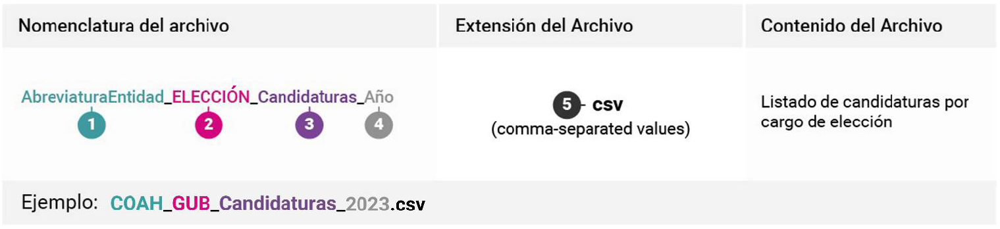 Nomenclatura del archivo
Extensión del Archivo
Contenido del Archivo
AbreviaturaEntidad_ELECCIÓN_Candidaturas_Año
1
2
3
4
5 - csv
(comma-separated values)
Listado de candidaturas por
cargo de elección
Ejemplo: COAH_GUB_Candidaturas_2023.csv